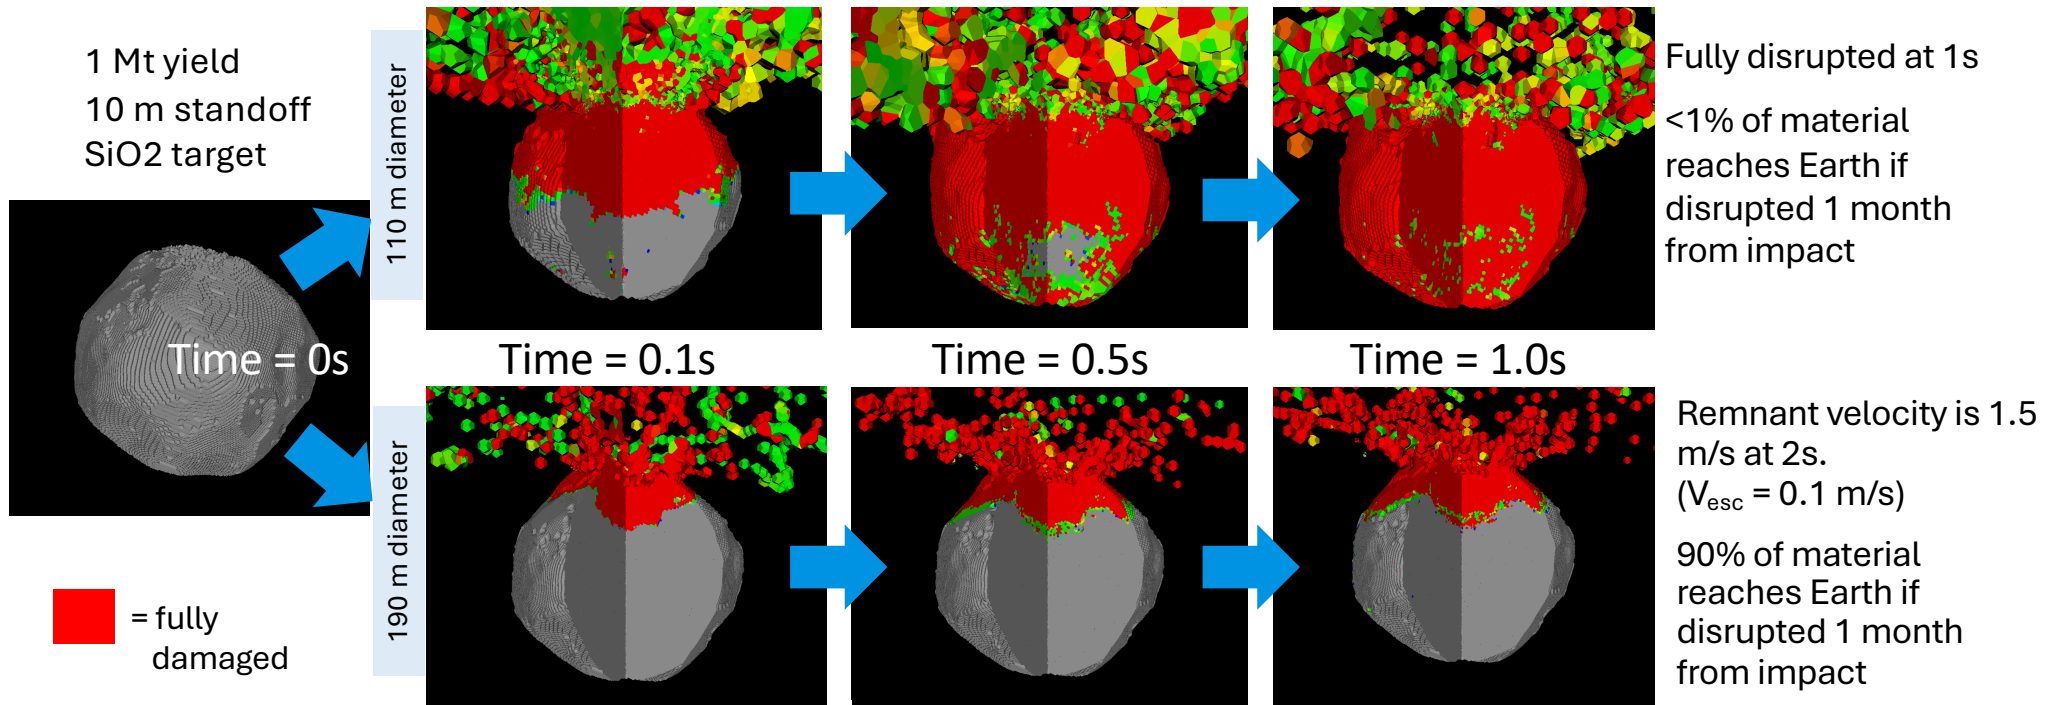 1 Mt yield
10 m standoff
SiO2 target
Time = 0s
= fully
damaged
110 m diameter
Time = 0.1s
Time = 0.5s
Time = 1.0s
190 m diameter
Fully disrupted at 1s
<1% of material
reaches Earth if
disrupted 1 month
from impact
Remnant velocity is 1.5
m/s at 2s.
(Vesc = 0.1 m/s)
90% of material
reaches Earth if
disrupted 1 month
from impact